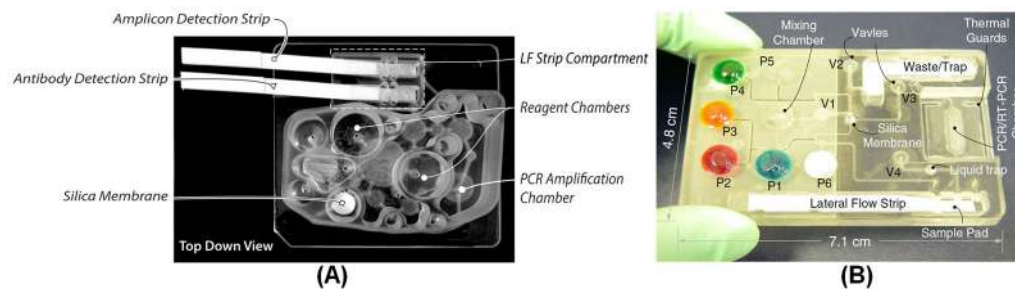 Amplicon Detection Strip
Antibody Detection Strip
Silica Membrane
Top Down View
LF Strip Compartment
Reagent Chambers
PCR Amplification
Chamber
(A)
Mixing
Chamber
Vavles
Thermal
Guards
P5
V2
Waste/Trap
P4
V1
V3
P3
Silica
Membrane
PCR/RT-PCR
4.8 cm
P2
P1
P6
V4
Liquid trap
Lateral Flow Strip
7.1 cm
Sample Pad
(B)